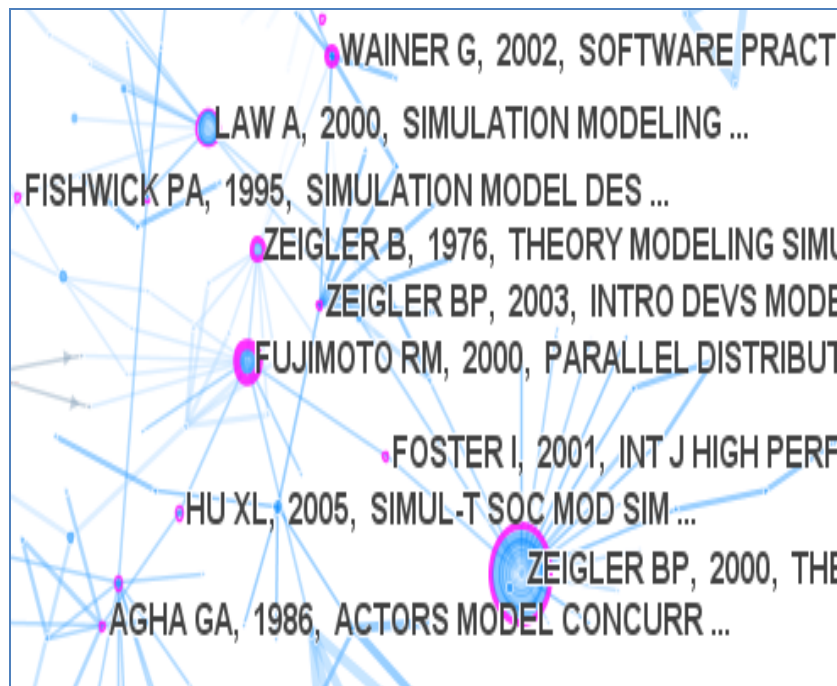 WAINER G, 2002, SOFTWARE PRACT
LAW A, 2000, SIMULATION MODELING ...
FISHWICK PA, 1995, SIMULATION MODEL DES ...
ZEIGLER B, 1976, THEORY MODELING SIMU
ZEIGLER BP, 2003, INTRO DEVS MODE
FUJIMOTO RM, 2000, PARALLEL DISTRIBUT
FOSTER I, 2001, INT J HIGH PERF
HU XL, 2005, SIMUL-T SOC MOD SIM ...
ZEIGLER BP, 2000, THE
AGHA GA, 1986, ACTORS MODEL CONCURR ...